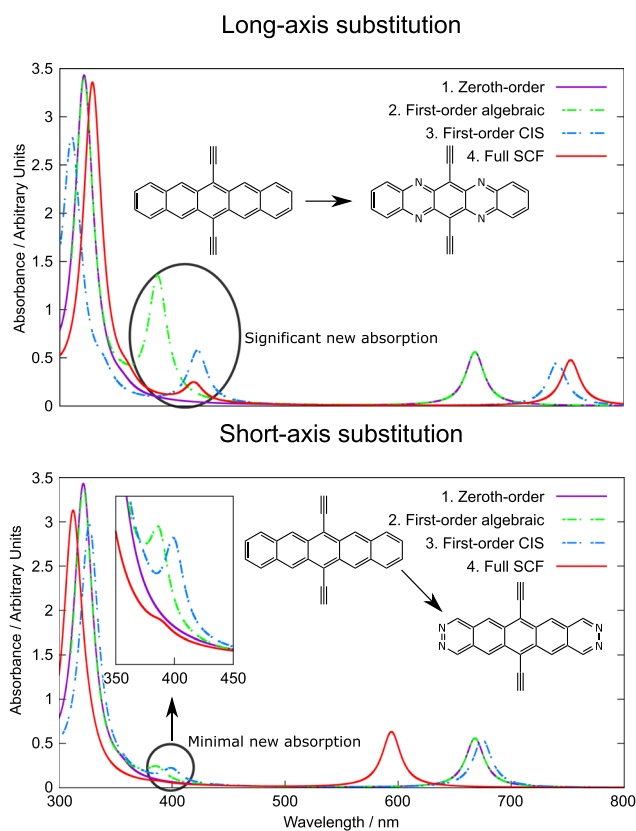 Long-axis substitution
3.5
3
2.5
2
1.5
1
0.5
0
Absorbance / Arbitrary Units
1. Zeroth-order
2. First-order algebraic
3. First-order CIS
4. Full SCF
N N
N N
Significant new absorption
Short-axis substitution
3.5
3
2.5
2
1.5
1
0.5
0
Absorbance / Arbitrary Units
1. Zeroth-order
2. First-order algebraic
3. First-order CIS
4. Full SCF
350 400 450
N N
N N
Minimal new absorption
300 400 500 600 700 800
Wavelength / nm